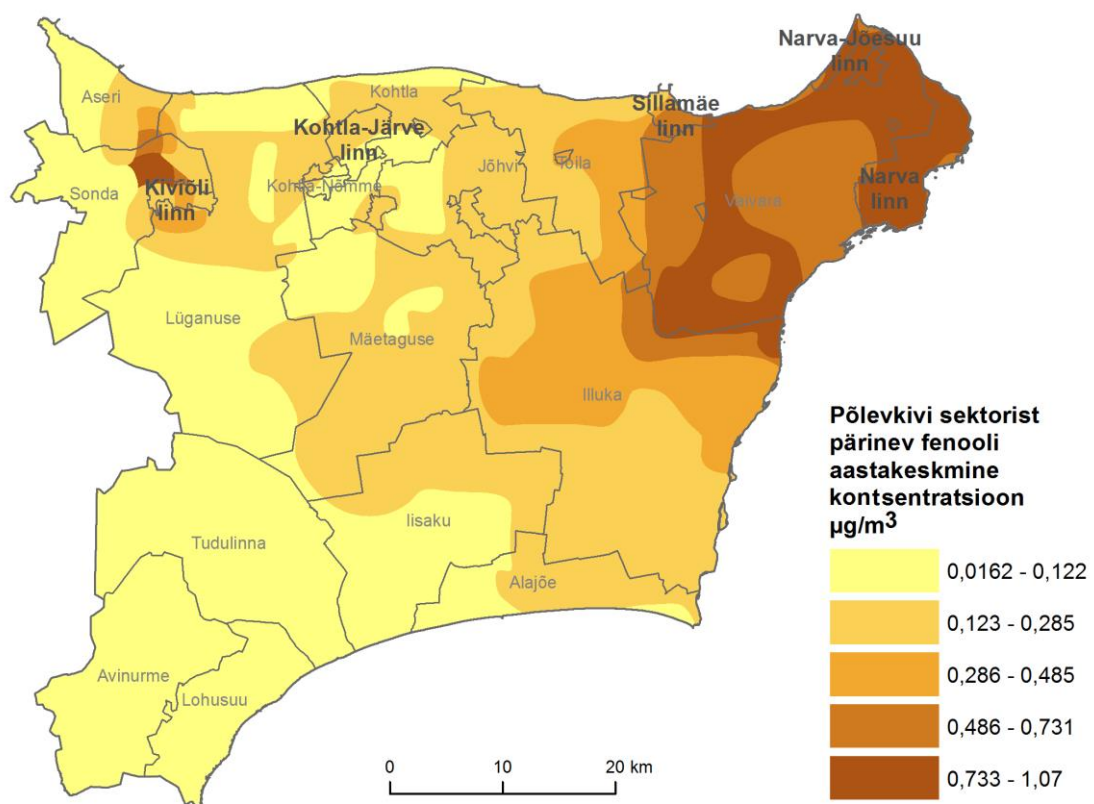 Narva-Jõesuu
linn
Aseri
Kohtla
Sillamäe
linn
Kohtla-Järve
linn
Jõhvi
Toila
Sonda
Kiviõli
linn
Kohtla-Nõmme
Vaivara
Narva
linn
Lüganuse
Mäetaguse
Illuka
Iisaku
Tudulinna
Alajõe
Avinurme
Lohusuu
0 10 20 km
Põlevkivi sektorist
pärinev fenooli
aastakeskmine
kontsentratsioon
µg/m³
0,0162 - 0,122
0,123 - 0,285
0,286 - 0,485
0,486 - 0,731
0,733 - 1,07